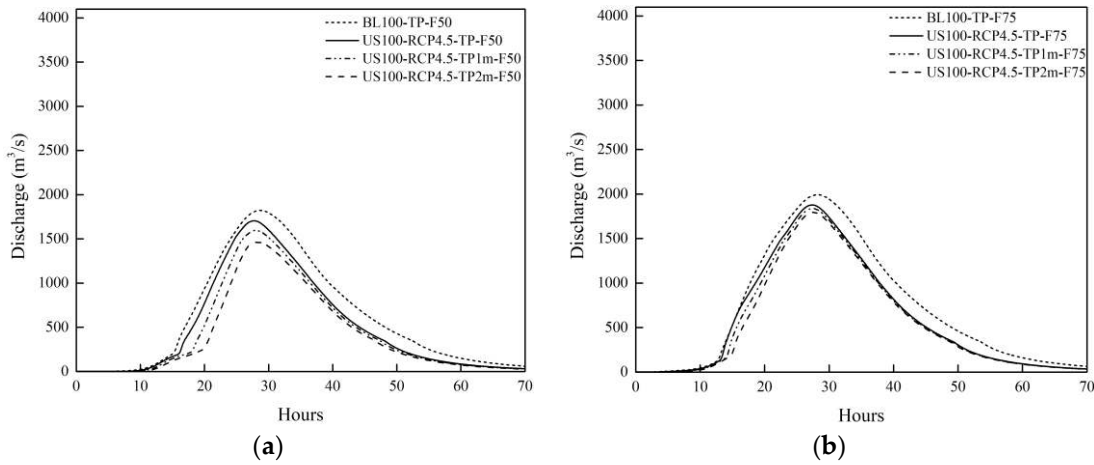 BL100-TP-F50
US100-RCP4.5-TP-F50
US100-RCP4.5-TP1m-F50
US100-RCP4.5-TP2m-F50
4000
3500
3000
2500
2000
1500
1000
500
0
Discharge (m³/s)
0 10 20 30 40 50 60 70
Hours
(a)
BL100-TP-F75
US100-RCP4.5-TP-F75
US100-RCP4.5-TP1m-F75
US100-RCP4.5-TP2m-F75
4000
3500
3000
2500
2000
1500
1000
500
0
Discharge (m³/s)
0 10 20 30 40 50 60 70
Hours
(b)